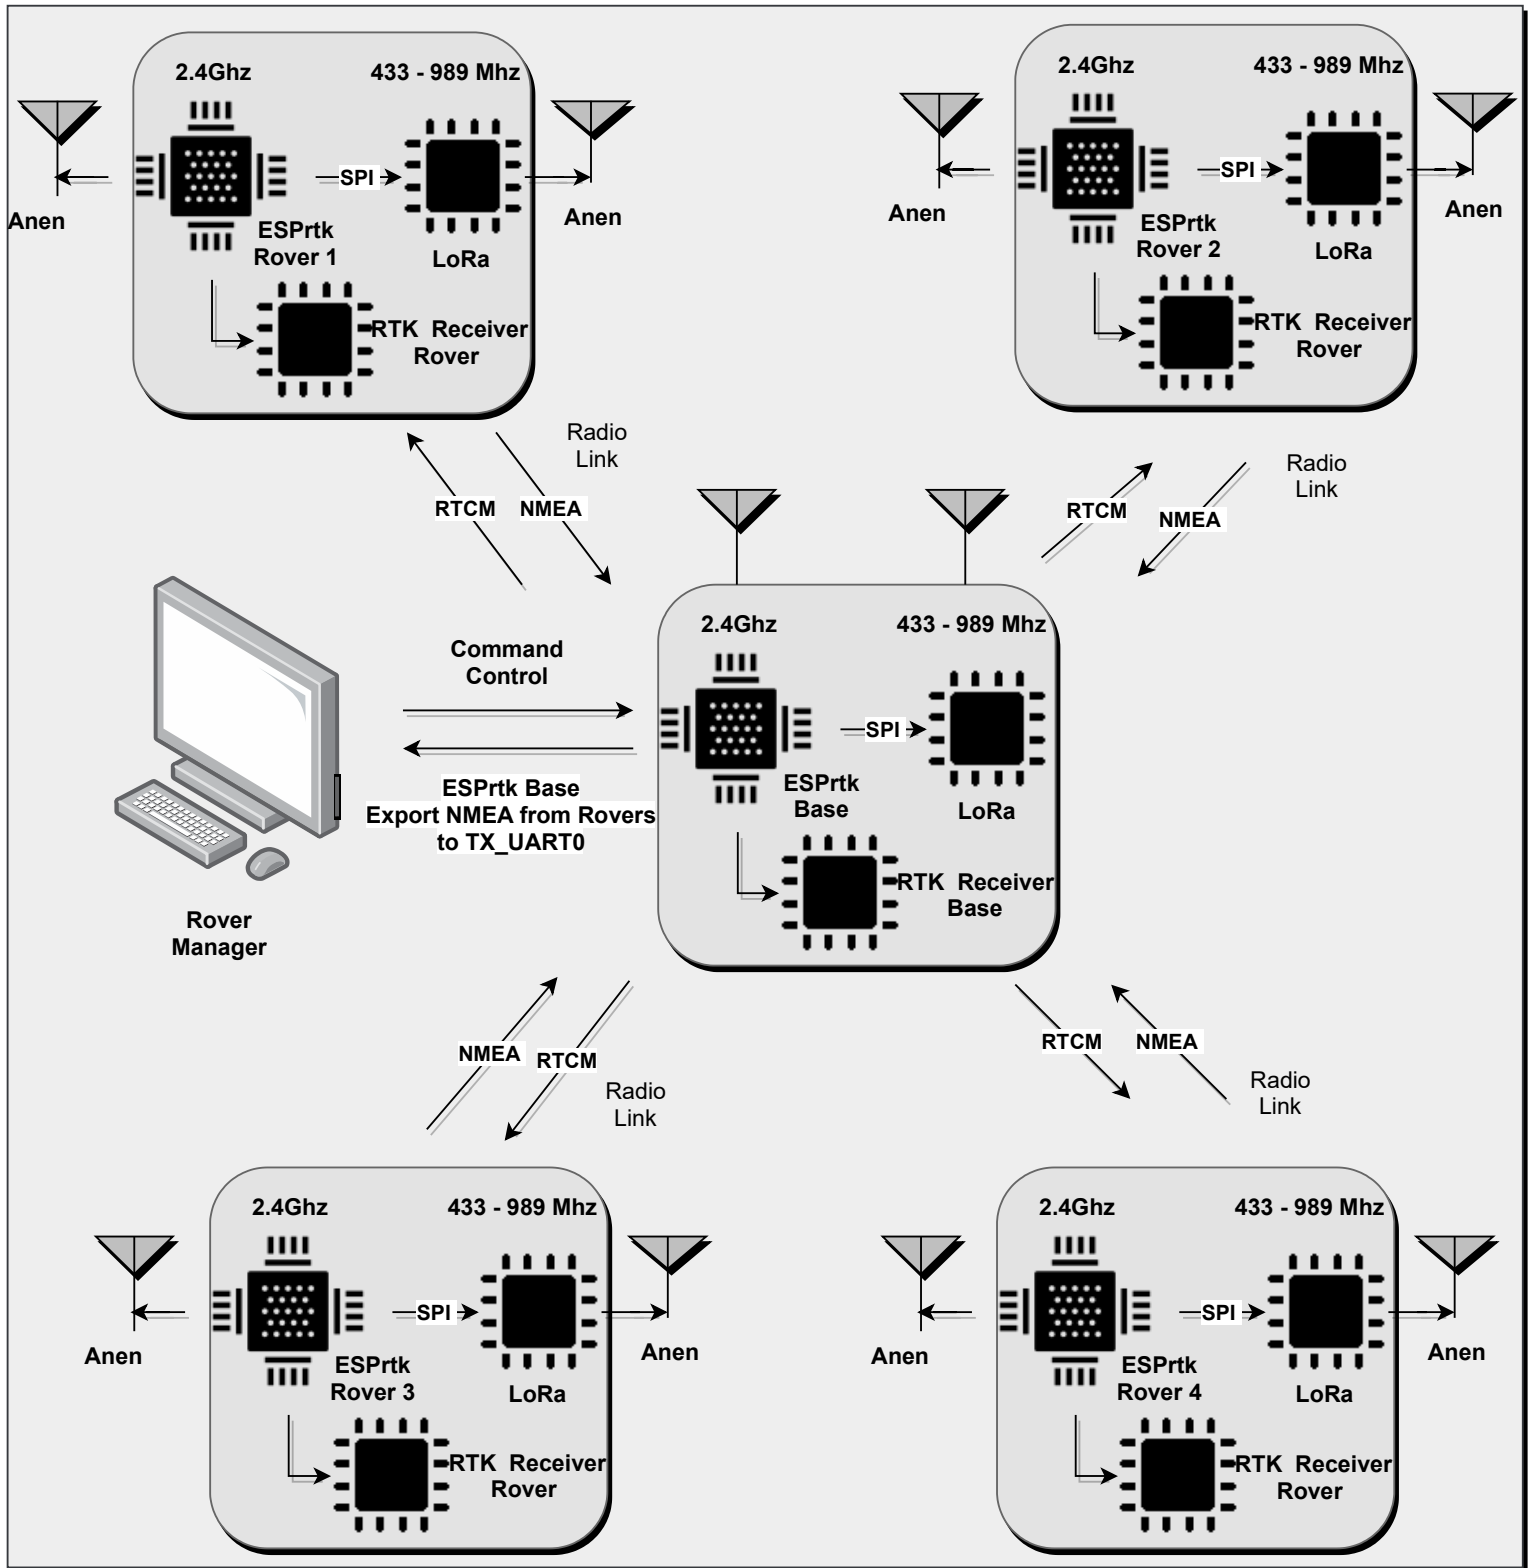 2.4Ghz
433 - 989 Mhz
SPI
Anen
ESPrtk
Rover 1
LoRa
Anen
RTK Receiver
Rover
2.4Ghz
433 - 989 Mhz
SPI
Anen
ESPrtk
Rover 2
LoRa
Anen
RTK Receiver
Rover
Radio
Link
RTCM
NMEA
Radio
Link
RTCM
NMEA
Command
Control
ESPrtk Base
Export NMEA from Rovers
to TX_UART0
Rover
Manager
2.4Ghz
433 - 989 Mhz
SPI
ESPrtk
Base
LoRa
RTK Receiver
Base
NMEA
RTCM
Radio
Link
RTCM
NMEA
Radio
Link
2.4Ghz
433 - 989 Mhz
SPI
Anen
ESPrtk
Rover 3
LoRa
Anen
RTK Receiver
Rover
2.4Ghz
433 - 989 Mhz
SPI
Anen
ESPrtk
Rover 4
LoRa
Anen
RTK Receiver
Rover